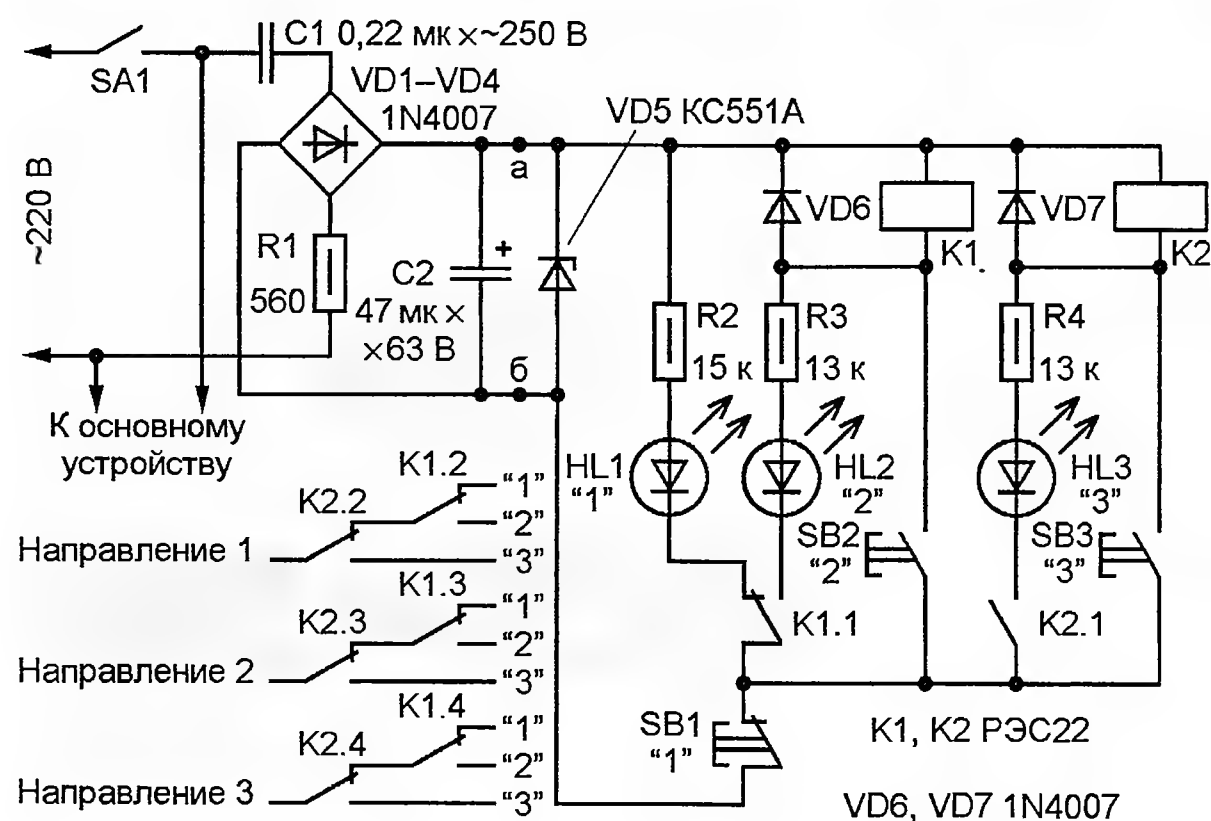 C1 0,22 мк ×~250 В
SA1
VD1–VD4
1N4007
VD5 КС551А
~220 В
а
R1
560
C2
+
47 мк ×
×63 В
б
VD6
K1.
VD7
K2
R2
15 к
R3
13 к
R4
13 к
К основному
устройству
HL1
“1”
HL2
“2”
HL3
“3”
SB2
“2”
SB3
“3”
K1.1
K2.1
SB1
“1”
K1.2
“1”
K2.2
“2”
Направление 1
“3”
K1.3
“1”
K2.3
“2”
Направление 2
“3”
K1.4
“1”
K2.4
“2”
Направление 3
“3”
K1, K2 РЭС22
VD6, VD7 1N4007